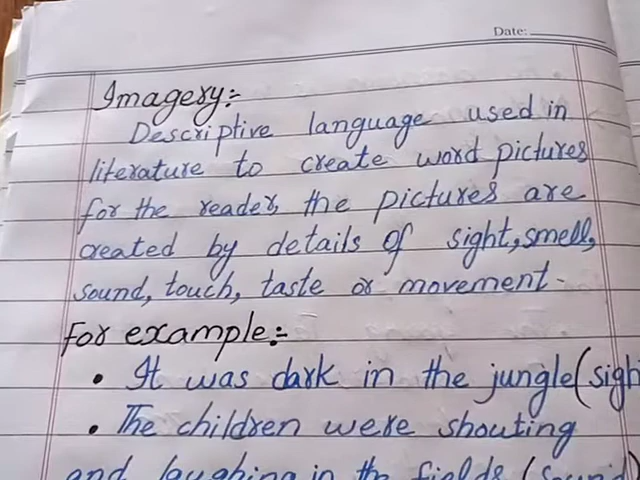 Date:
Imagery:-
Descriptive language used in
literature to create word pictures
for the reader, the pictures are
created by details of sight, smell,
sound, touch, taste or movement.
For example:-
• It was dark in the jungle (sigh
• The children were shouting
and laughing in the fields (sound)